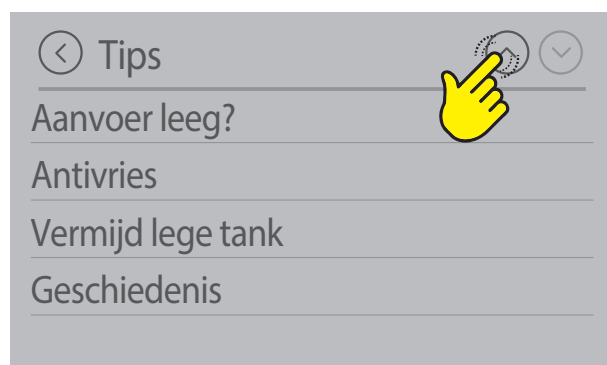 Tips
Aanvoer leeg?
Antivries
Vermijd lege tank
Geschiedenis